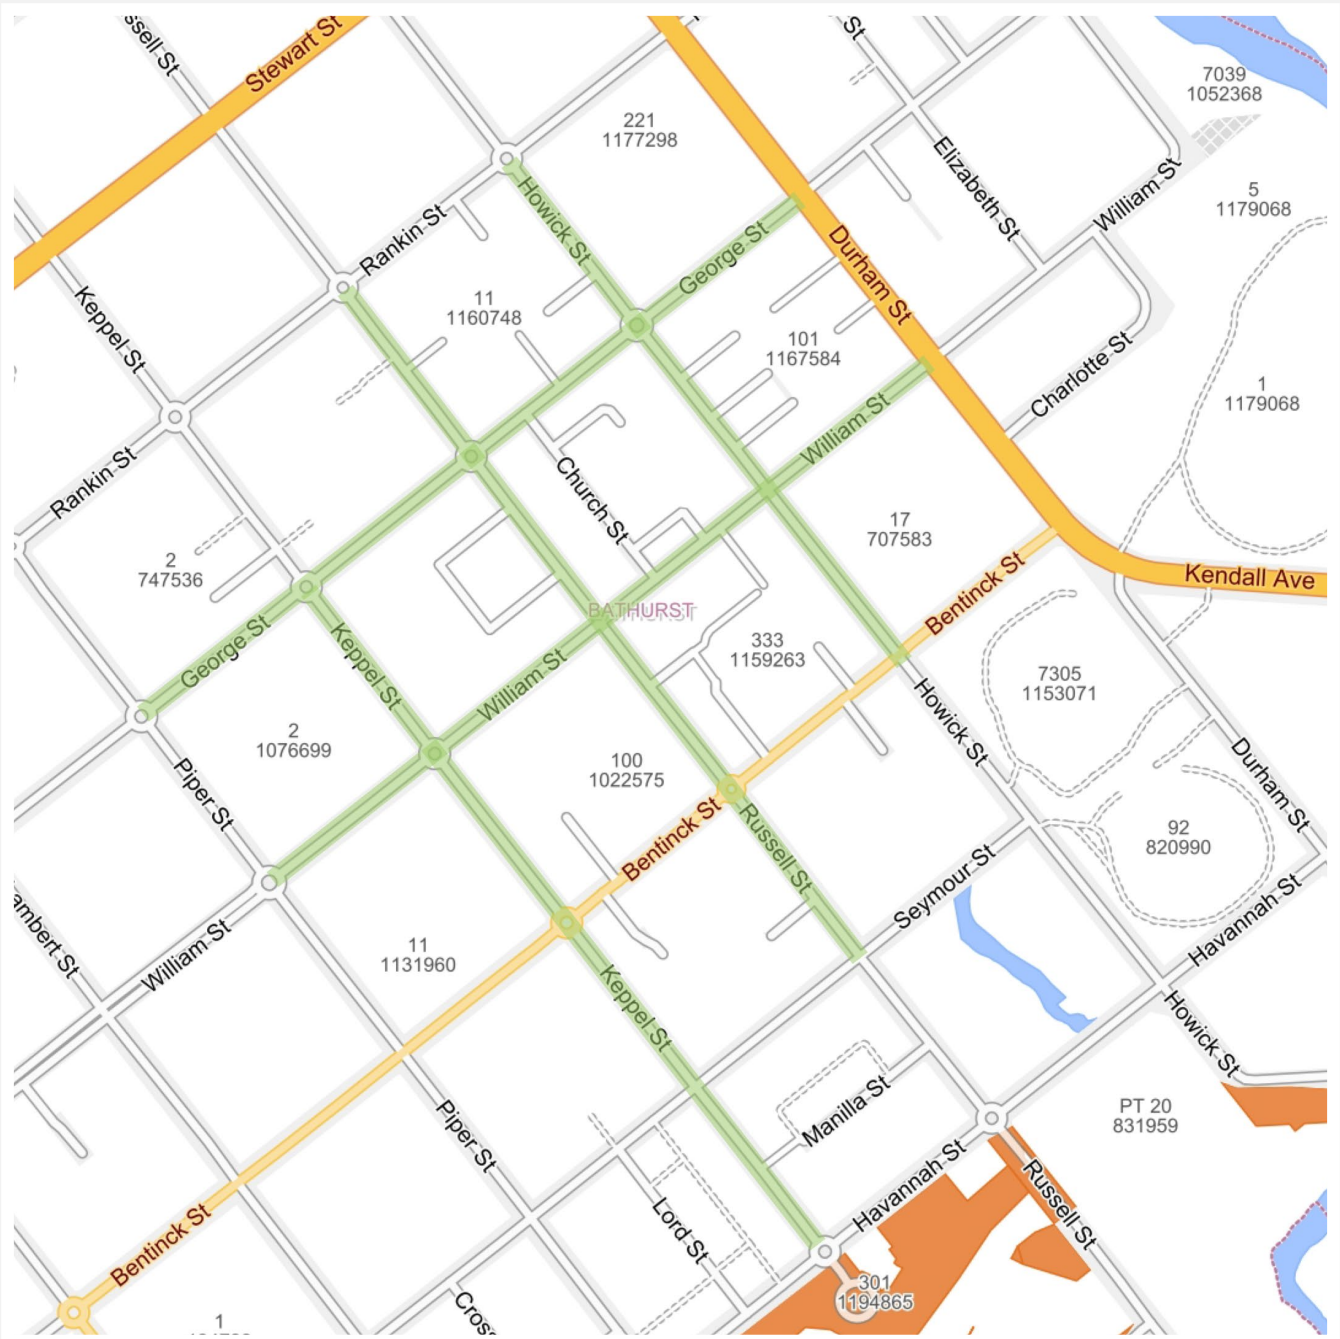 ssell St
Stewart St
St
7039
1052368
221
1177298
Elizabeth St
William St
5
1179068
Howick St
Rankin St
George St
Durham St
Keppel St
11
1160748
101
1167584
Charlotte St
1
1179068
William St
Rankin St
Church St
17
707583
2
747536
Kendall Ave
Bentinck St
BATHURST
George St
Keppel St
333
1159263
William St
7305
1153071
Howick St
2
1076699
100
1022575
Piper St
Durham St
Bentinck St
Russell St
92
820990
Seymour St
Havannah St
ambert St
William St
11
1131960
Keppel St
Howick St
Manilla St
PT 20
831959
Piper St
Havannah St
Russell St
Lord St
Bentinck St
301
1194865
Cross
1